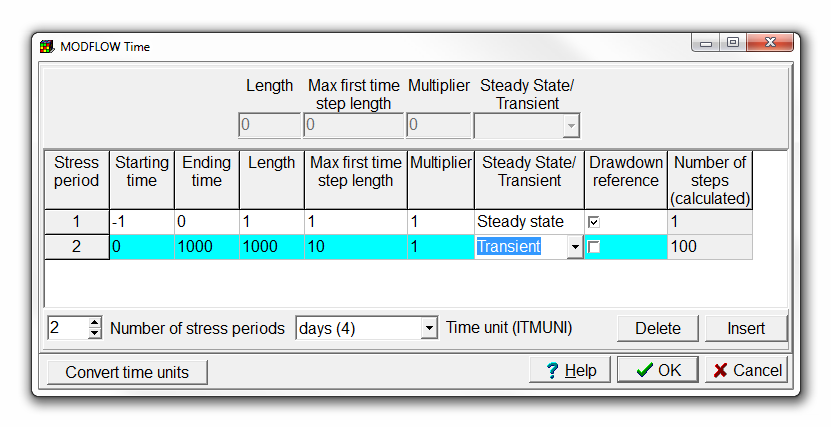 MODFLOW Time
Length Max first time step length Multiplier Steady State/ Transient
0 0 0
Stress period Starting time Ending time Length Max first time step length Multiplier Steady State/ Transient Drawdown reference Number of steps (calculated)
1 -1 0 1 1 1 Steady state 1
2 0 1000 1000 10 1 Transient 100
2 Number of stress periods days (4) Time unit (ITMUNI) Delete Insert
Convert time units ? Help OK Cancel